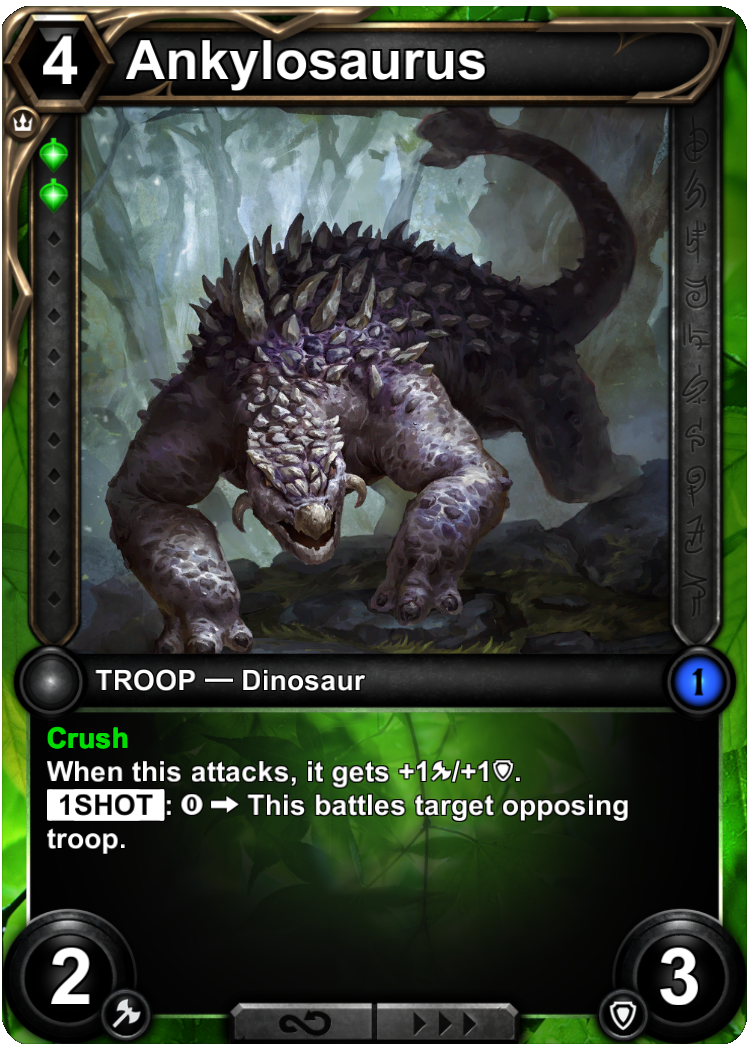 4 Ankylosaurus
TROOP — Dinosaur 1
Crush
When this attacks, it gets +1/+1.
1SHOT: 0 → This battles target opposing
troop.
2 3